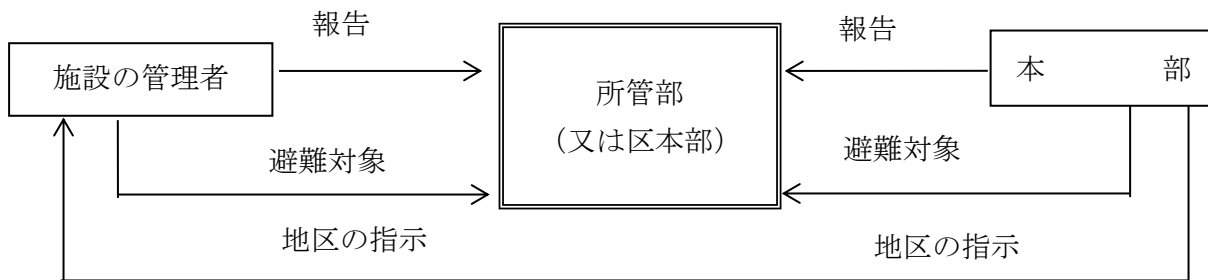 報告
報告
施設の管理者
本 部
所管部
(又は区本部)
避難対象
避難対象
地区の指示
地区の指示